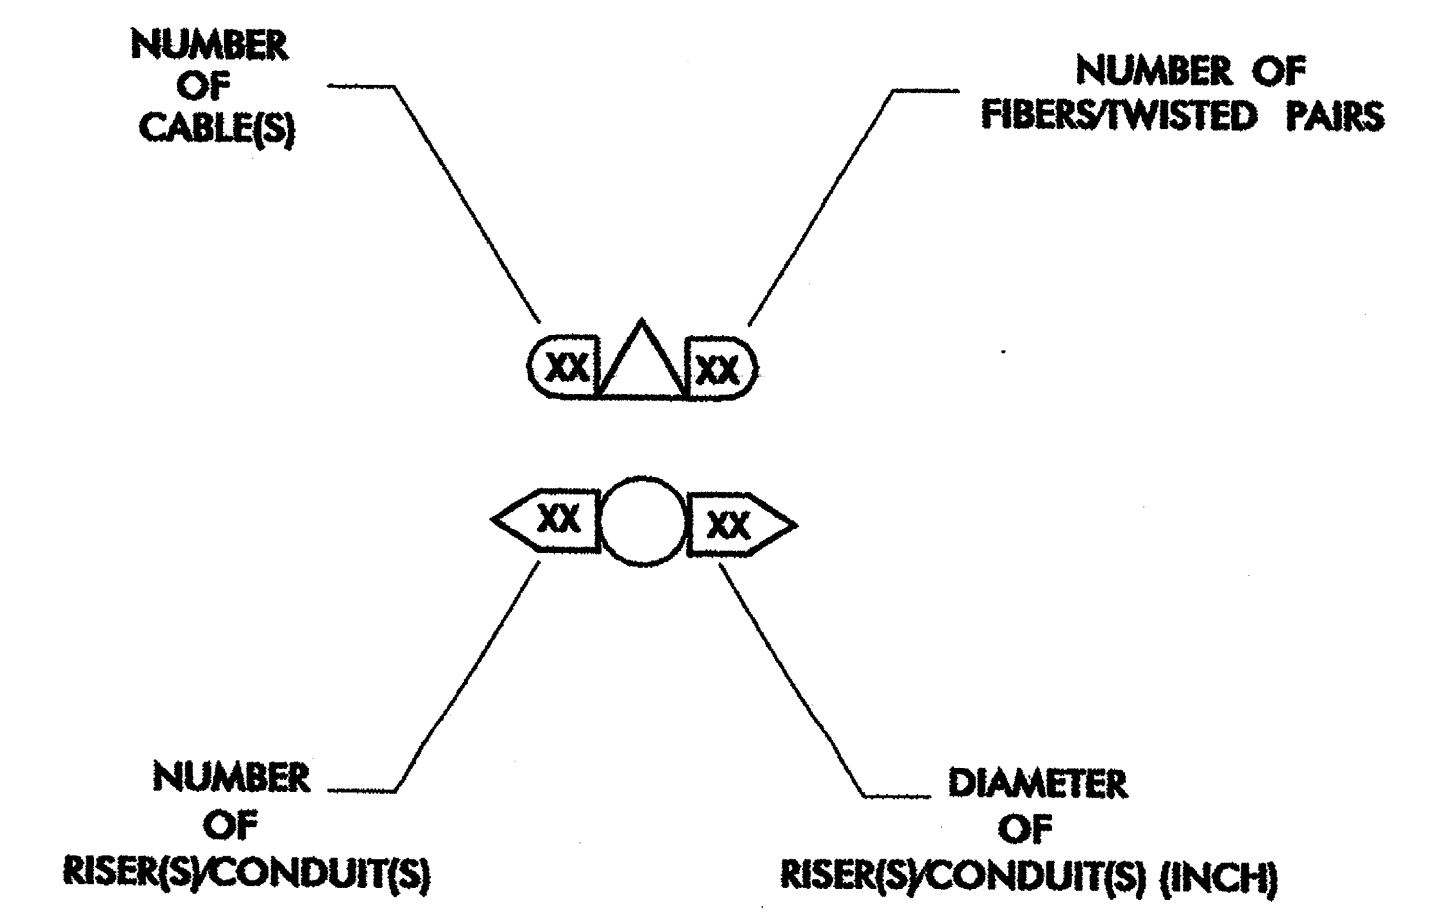 NUMBER
OF
CABLE(S)
NUMBER OF
FIBERS/TWISTED PAIRS
XX
XX
XX
XX
NUMBER
OF
RISER(S)/CONDUIT(S)
DIAMETER
OF
RISER(S)/CONDUIT(S) (INCH)